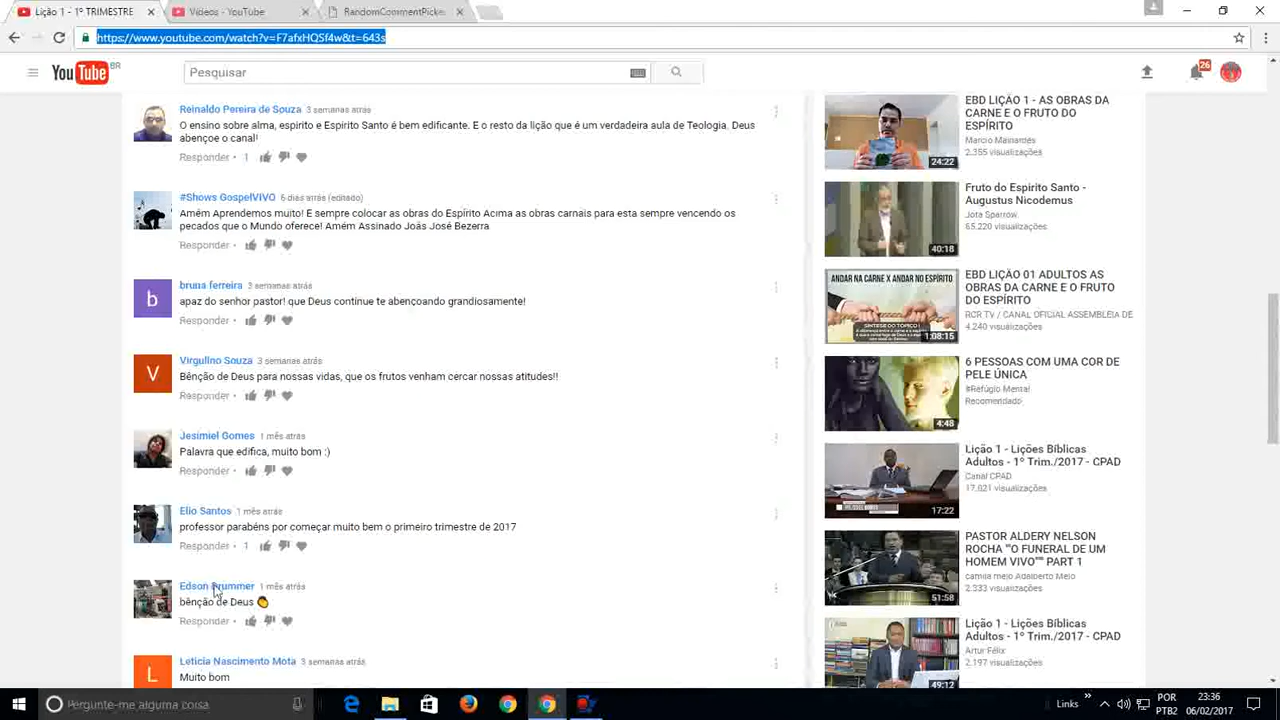 Lição 1 - 1º TRIMESTRE
Vídeos - YouTube
RandomCommentPicker
https://www.youtube.com/watch?v=F7afxHQSf4w&t=643s
YouTube BR
Pesquisar
26
Reinaldo Pereira de Souza 3 semanas atrás
O ensino sobre alma, espirito e Espirito Santo é bem edificante. E o resto da lição que é um verdadeira aula de Teologia. Deus
abençoe o canal!
Responder • 1
#Shows GospelVIVO 6 dias atrás (editado)
Amém Aprendemos muito! E sempre colocar as obras do Espírito Acima as obras carnais para esta sempre vencendo os
pecados que o Mundo oferece! Amém Assinado Joás José Bezerra
Responder •
b
bruna ferreira 3 semanas atrás
apaz do senhor pastor! que Deus continue te abençoando grandiosamente!
Responder •
V
Virgulino Souza 3 semanas atrás
Bênção de Deus para nossas vidas, que os frutos venham cercar nossas atitudes!!
Responder •
Jesimiel Gomes 1 mês atrás
Palavra que edifica, muito bom :)
Responder •
Elio Santos 1 mês atrás
professor parabéns por começar muito bem o primeiro trimestre de 2017
Responder • 1
Edson Drummer 1 mês atrás
bênção de Deus 👏
Responder •
L
Leticia Nascimento Mota 3 semanas atrás
Muito bom
24:22
EBD LIÇÃO 1 - AS OBRAS DA
CARNE E O FRUTO DO
ESPÍRITO
Marcio Mainardes
2.355 visualizações
40:18
Fruto do Espirito Santo -
Augustus Nicodemus
Jota Sparrow.
65.220 visualizações
ANDAR NA CARNE X ANDAR NO ESPÍRITO
SÍNTESE DO TÓPICO I
1:08:15
EBD LIÇÃO 01 ADULTOS AS
OBRAS DA CARNE E O FRUTO
DO ESPÍRITO
RCR TV / CANAL OFICIAL ASSEMBLEIA DE
4.240 visualizações
4:48
6 PESSOAS COM UMA COR DE
PELE ÚNICA
#Refúgio Mental
Recomendado
17:22
Lição 1 - Lições Bíblicas
Adultos - 1º Trim./2017 - CPAD
Canal CPAD
17.021 visualizações
51:58
PASTOR ALDERY NELSON
ROCHA "'O FUNERAL DE UM
HOMEM VIVO"" PART 1
camila melo Adalberto Melo
3.333 visualizações
49:12
Lição 1 - Lições Bíblicas
Adultos - 1º Trim./2017 - CPAD
Artur Félix
2.197 visualizações
Pergunte-me alguma coisa
Links
POR
PTB2
23:36
06/02/2017